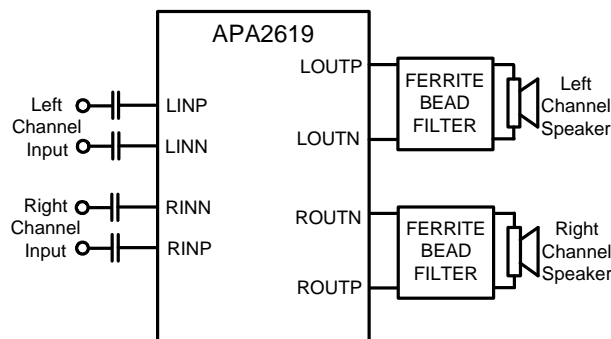 APA2619
Left
Channel
Input
LINP
LINN
Right
Channel
Input
RINN
RINP
LOUTP
LOUTN
FERRITE
BEAD
FILTER
Left
Channel
Speaker
ROUTN
ROUTP
FERRITE
BEAD
FILTER
Right
Channel
Speaker